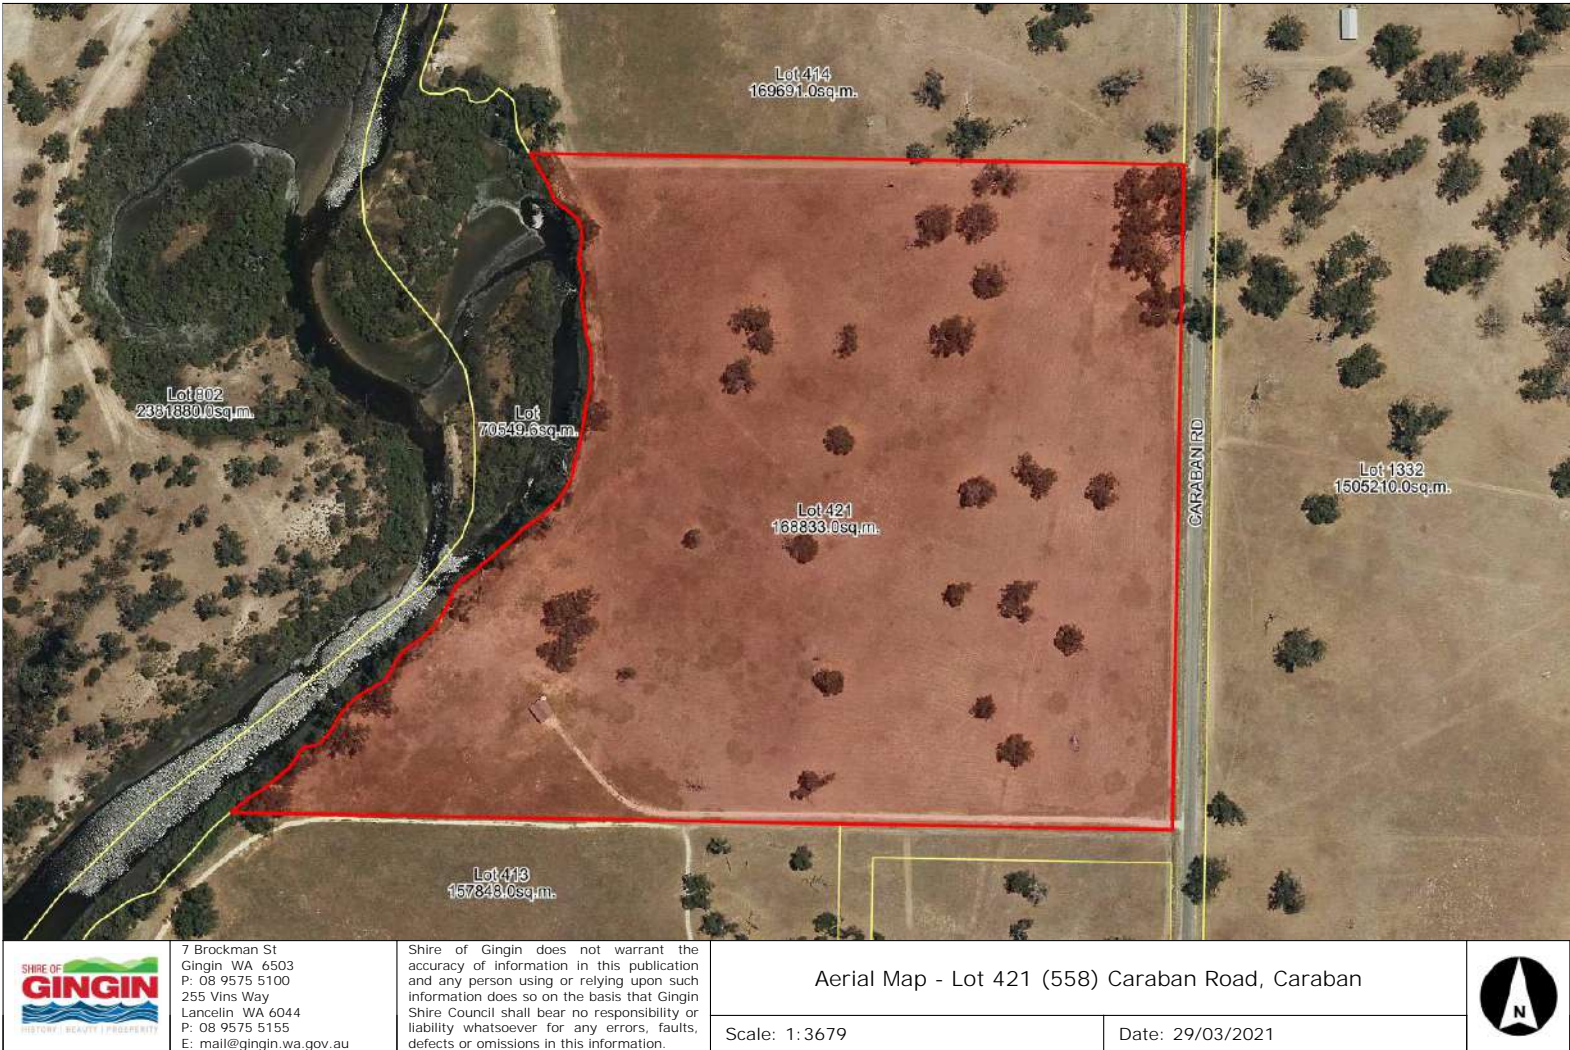 Lot 414
169691.0sq.m.
Lot 802
2381880.0sq.m.
Lot
70549.6sq.m.
Lot 421
168833.0sq.m.
CARABAN RD
Lot 1332
1505210.0sq.m.
Lot 413
157848.0sq.m.
SHIRE OF
GINGIN
HISTORY | BEAUTY | PROSPERITY
7 Brockman St
Gingin WA 6503
P: 08 9575 5100
255 Vins Way
Lancelin WA 6044
P: 08 9575 5155
E: mail@gingin.wa.gov.au
Shire of Gingin does not warrant the
accuracy of information in this publication
and any person using or relying upon such
information does so on the basis that Gingin
Shire Council shall bear no responsibility or
liability whatsoever for any errors, faults,
defects or omissions in this information.
Aerial Map - Lot 421 (558) Caraban Road, Caraban
Scale: 1:3679
Date: 29/03/2021
N